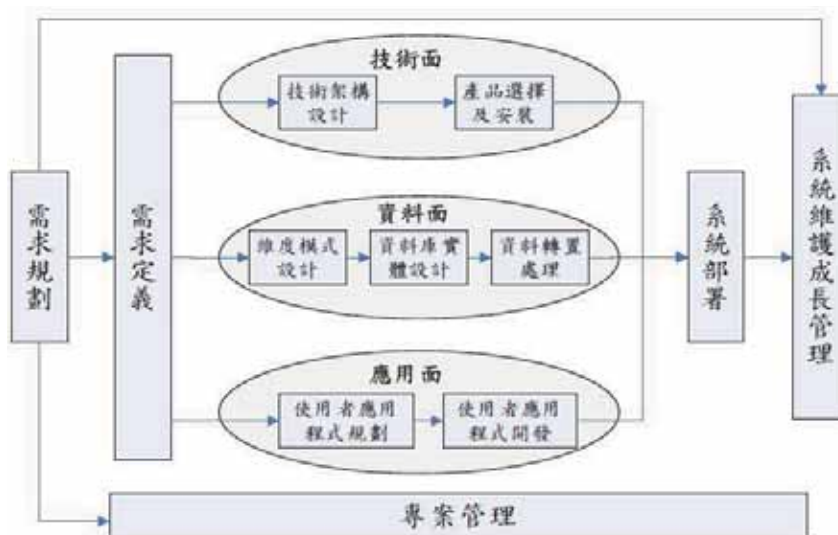 技術面
技術架構
設計
產品選擇
及安裝
需求規劃
需求定義
資料面
維度模式
設計
資料庫實
體設計
資料轉置
處理
系統部署
系統維護成長管理
應用面
使用者應用
程式規劃
使用者應用
程式開發
專案管理